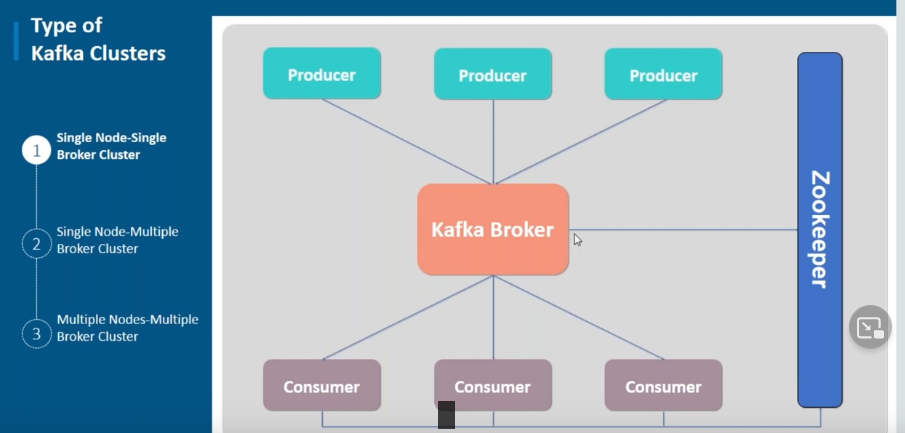 Type of
Kafka Clusters
1
Single Node-Single
Broker Cluster
2
Single Node-Multiple
Broker Cluster
3
Multiple Nodes-Multiple
Broker Cluster
Producer
Producer
Producer
Kafka Broker
Zookeeper
Consumer
Consumer
Consumer